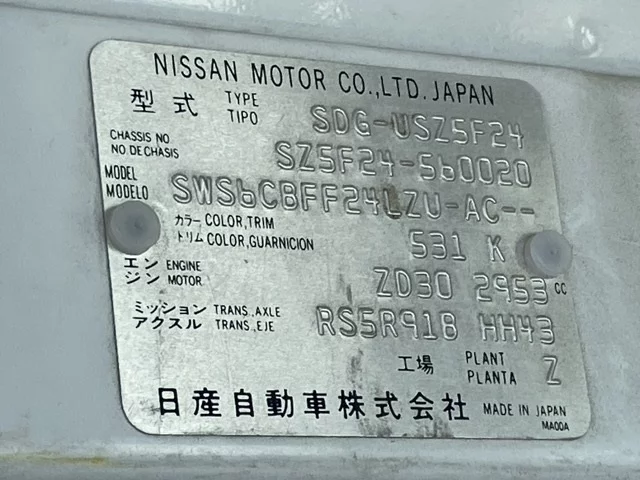 NISSAN MOTOR CO.,LTD. JAPAN
型式 TYPE TIPO SDG-USZ5F24
CHASSIS NO NO DE CHASIS SZ5F24-560020
MODEL MODELO SWS6CBFF24LZU-AC--
カラー COLOR,TRIM
トリム COLOR,GUARNICION 531 K
エンジン ENGINE MOTOR ZD30 2953 cc
ミッション TRANS.,AXLE
アクスル TRANS.,EJE RS5R91B HH43
工場 PLANT PLANTA Z
日産自動車株式会社 MADE IN JAPAN
MA00A